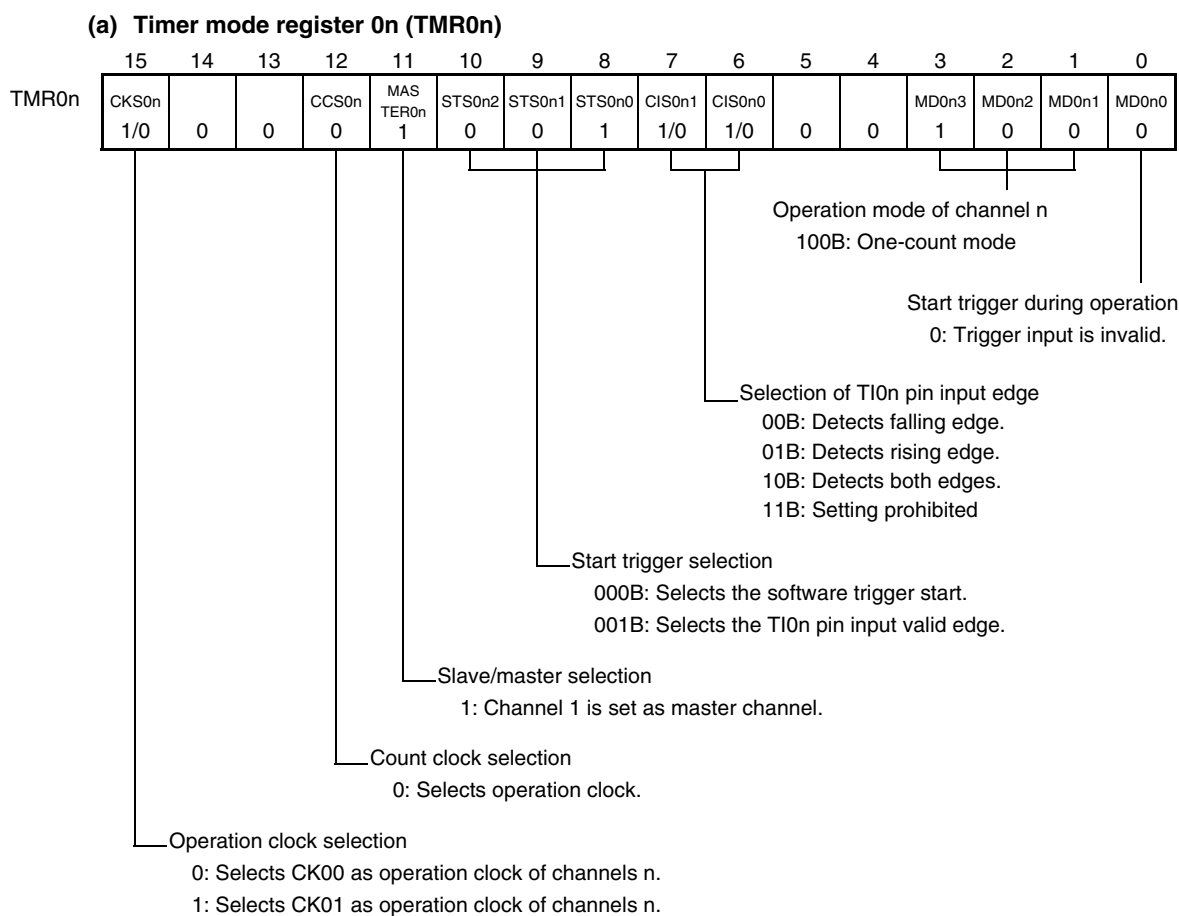 (a) Timer mode register 0n (TMR0n)
15 14 13 12 11 10 9 8 7 6 5 4 3 2 1 0
TMR0n CKS0n CCS0n MAS TER0n STS0n2 STS0n1 STS0n0 CIS0n1 CIS0n0 MD0n3 MD0n2 MD0n1 MD0n0
1/0 0 0 0 1 0 0 1 1/0 1/0 0 0 1 0 0 0
Operation mode of channel n
100B: One-count mode
Start trigger during operation
0: Trigger input is invalid.
Selection of TI0n pin input edge
00B: Detects falling edge.
01B: Detects rising edge.
10B: Detects both edges.
11B: Setting prohibited
Start trigger selection
000B: Selects the software trigger start.
001B: Selects the TI0n pin input valid edge.
Slave/master selection
1: Channel 1 is set as master channel.
Count clock selection
0: Selects operation clock.
Operation clock selection
0: Selects CK00 as operation clock of channels n.
1: Selects CK01 as operation clock of channels n.